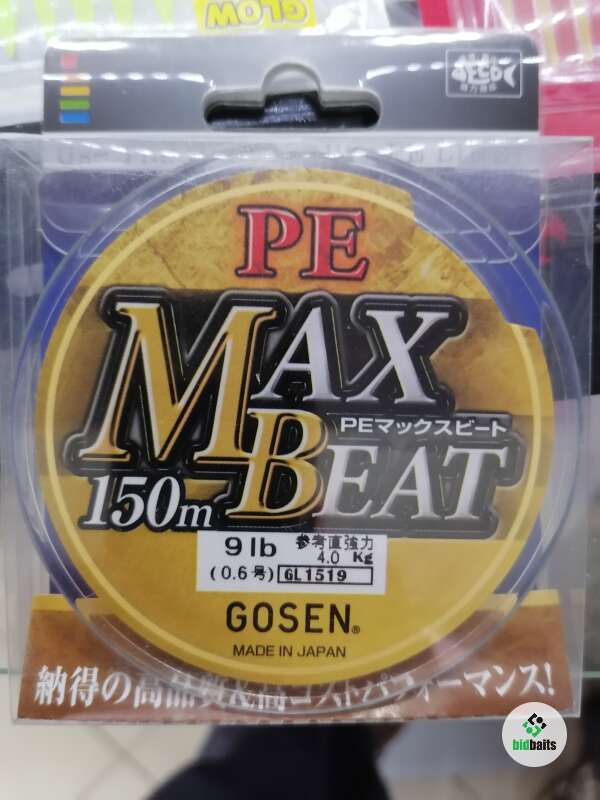 GLOW
PE
MAX
BEAT
PEマックスビート
150m
9 lb
参考直強力
4.0 Kg
(0.6号)
GL1519
GOSEN®
MADE IN JAPAN
納得の高品質&高コストパフォーマンス!
bidbaits